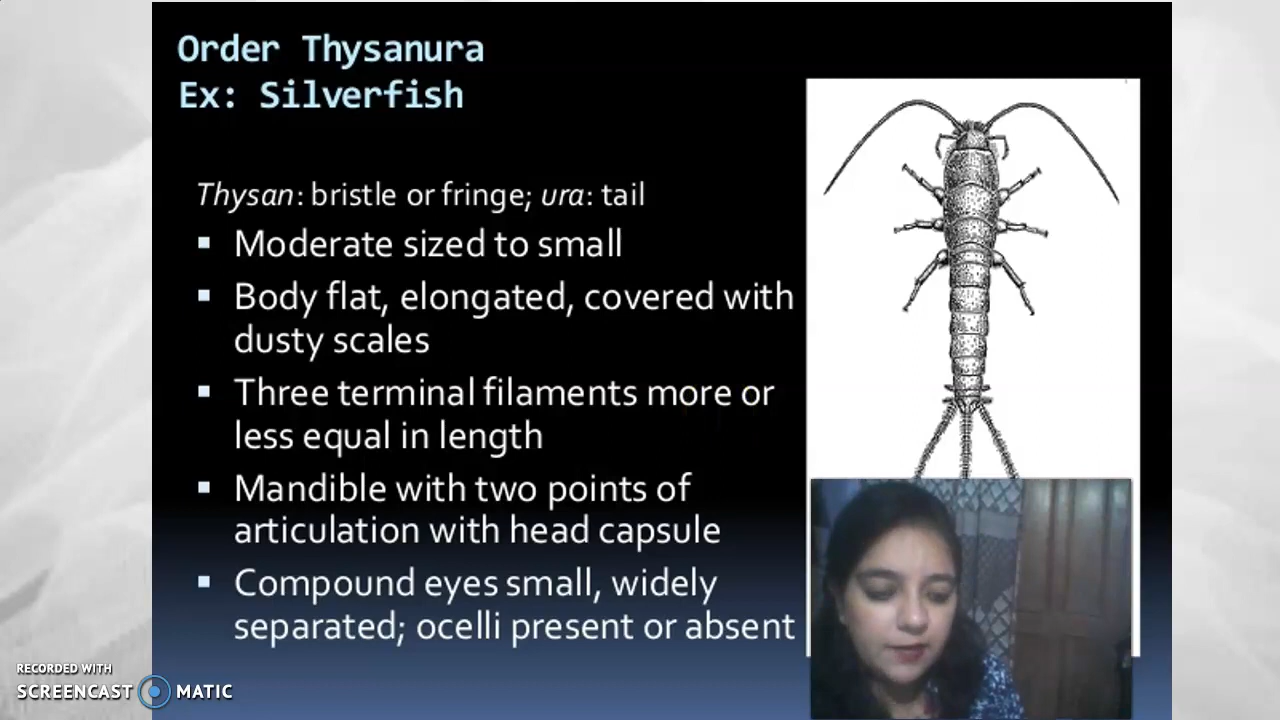 Order Thysanura
Ex: Silverfish
Thysan: bristle or fringe; ura: tail
▪ Moderate sized to small
▪ Body flat, elongated, covered with
dusty scales
▪ Three terminal filaments more or
less equal in length
▪ Mandible with two points of
articulation with head capsule
▪ Compound eyes small, widely
separated; ocelli present or absent
RECORDED WITH
SCREENCAST MATIC